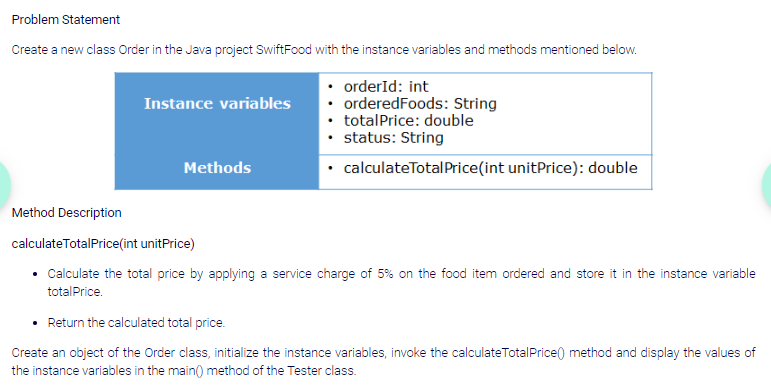 Problem Statement
Create a new class Order in the Java project SwiftFood with the instance variables and methods mentioned below.
Instance variables
• orderId: int
• orderedFoods: String
• totalPrice: double
• status: String
Methods
• calculateTotalPrice(int unitPrice): double
Method Description
calculateTotalPrice(int unitPrice)
• Calculate the total price by applying a service charge of 5% on the food item ordered and store it in the instance variable
totalPrice.
• Return the calculated total price.
Create an object of the Order class, initialize the instance variables, invoke the calculateTotalPrice() method and display the values of
the instance variables in the main() method of the Tester class.